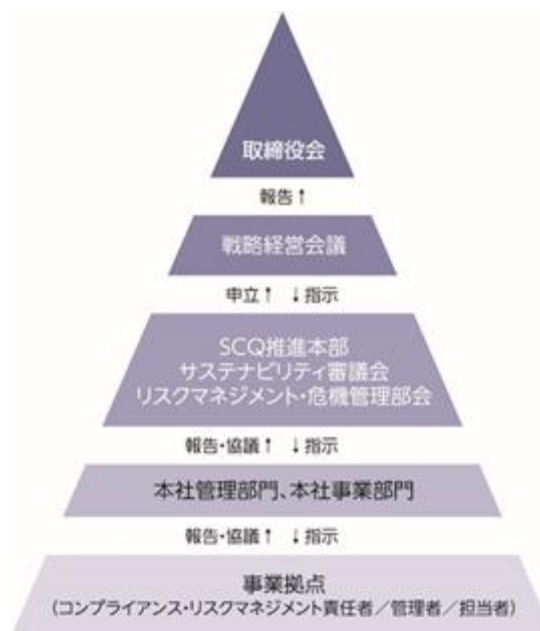 取締役会
報告↑
戦略経営会議
申立↑ ↓指示
SCQ推進本部
サステナビリティ審議会
リスクマネジメント・危機管理部会
報告・協議↑ ↓指示
本社管理部門、本社事業部門
報告・協議↑ ↓指示
事業拠点
(コンプライアンス・リスクマネジメント責任者/管理者/担当者)